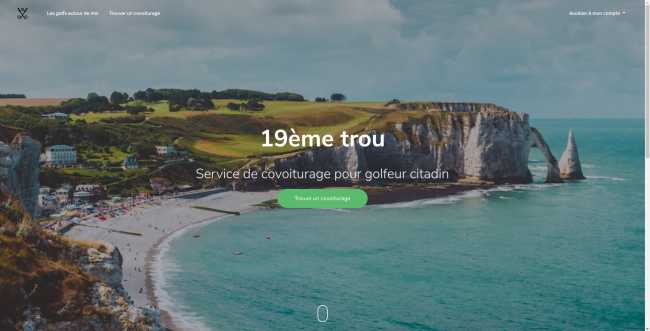 Les golfs autour de moi
Trouver un covoiturage
Accéder à mon compte
19ème trou
Service de covoiturage pour golfeur citadin
Trouver un covoiturage